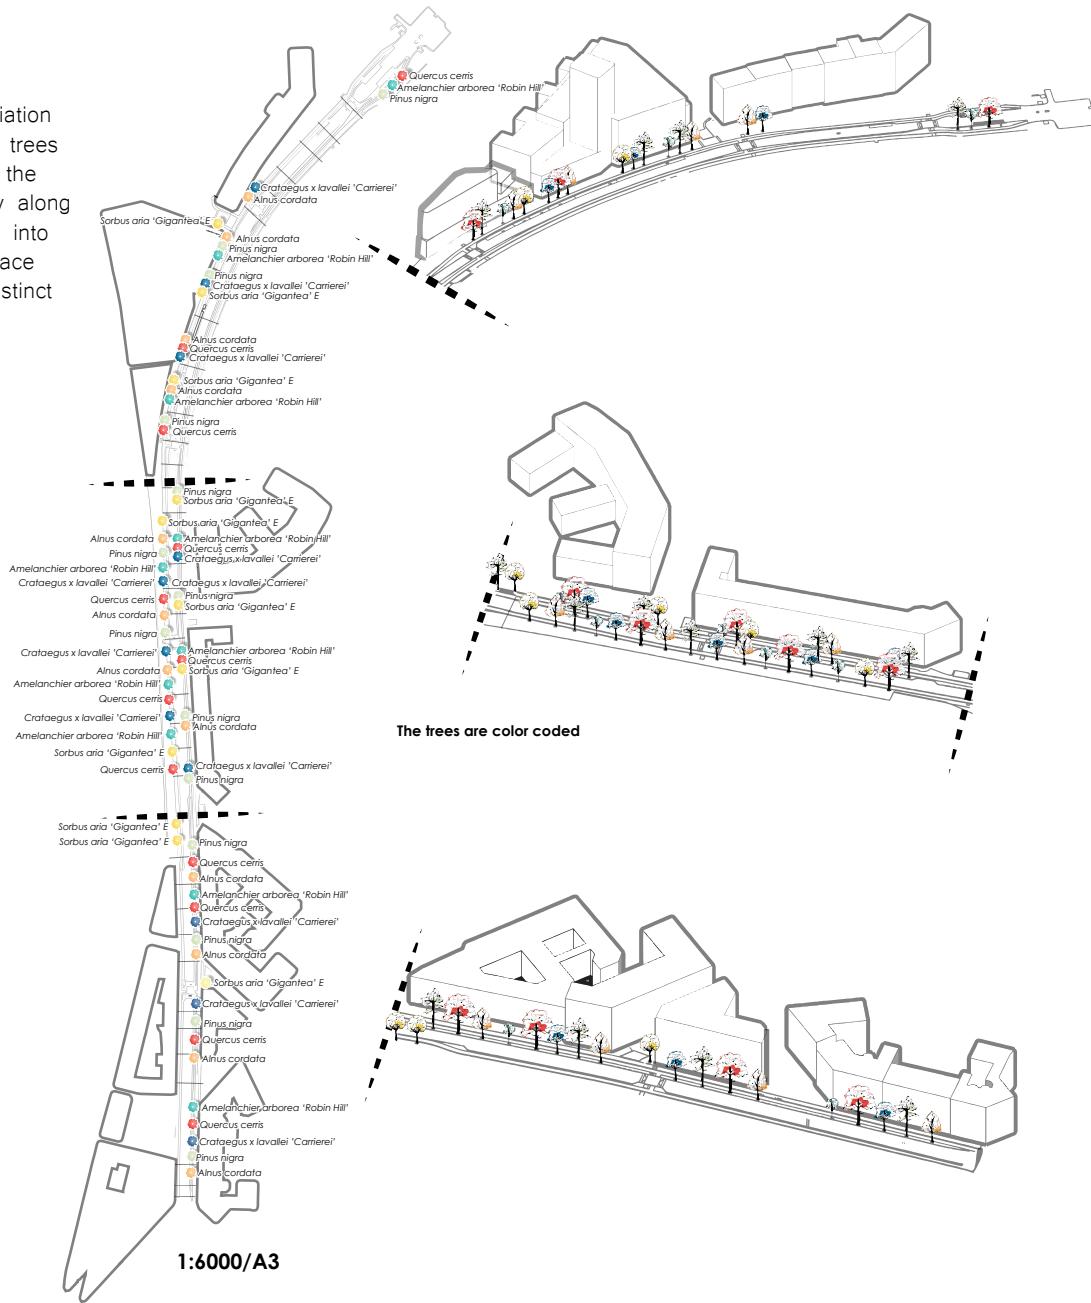 iation
trees
the
along
into
ace
stinct
Quercus cerris
Amelanchier arborea 'Robin Hill'
Pinus nigra
Crataegus x lavallei 'Carrierei'
Alnus cordata
Sorbus aria 'Gigantea' E
Alnus cordata
Pinus nigra
Amelanchier arborea 'Robin Hill'
Pinus nigra
Crataegus x lavallei 'Carrierei'
Sorbus aria 'Gigantea' E
Alnus cordata
Quercus cerris
Crataegus x lavallei 'Carrierei'
Sorbus aria 'Gigantea' E
Alnus cordata
Amelanchier arborea 'Robin Hill'
Pinus nigra
Quercus cerris
Pinus nigra
Sorbus aria 'Gigantea' E
Sorbus aria 'Gigantea' E
Alnus cordata Amelanchier arborea 'Robin Hill'
Quercus cerris
Pinus nigra Crataegus x lavallei 'Carrierei'
Amelanchier arborea 'Robin Hill'
Crataegus x lavallei 'Carrierei' Crataegus x lavallei 'Carrierei'
Quercus cerris Pinus nigra
Sorbus aria 'Gigantea' E
Alnus cordata
Pinus nigra
Crataegus x lavallei 'Carrierei' Amelanchier arborea 'Robin Hill'
Quercus cerris
Alnus cordata Sorbus aria 'Gigantea' E
Amelanchier arborea 'Robin Hill'
Quercus cerris
Crataegus x lavallei 'Carrierei' Pinus nigra
Alnus cordata
Amelanchier arborea 'Robin Hill'
Sorbus aria 'Gigantea' E
Quercus cerris Crataegus x lavallei 'Carrierei'
Pinus nigra
Sorbus aria 'Gigantea' E
Sorbus aria 'Gigantea' E Pinus nigra
Quercus cerris
Alnus cordata
Amelanchier arborea 'Robin Hill'
Quercus cerris
Crataegus x lavallei 'Carrierei'
Pinus nigra
Alnus cordata
Sorbus aria 'Gigantea' E
Crataegus x lavallei 'Carrierei'
Pinus nigra
Quercus cerris
Alnus cordata
Amelanchier arborea 'Robin Hill'
Quercus cerris
Crataegus x lavallei 'Carrierei'
Pinus nigra
Alnus cordata
The trees are color coded
1:6000/A3